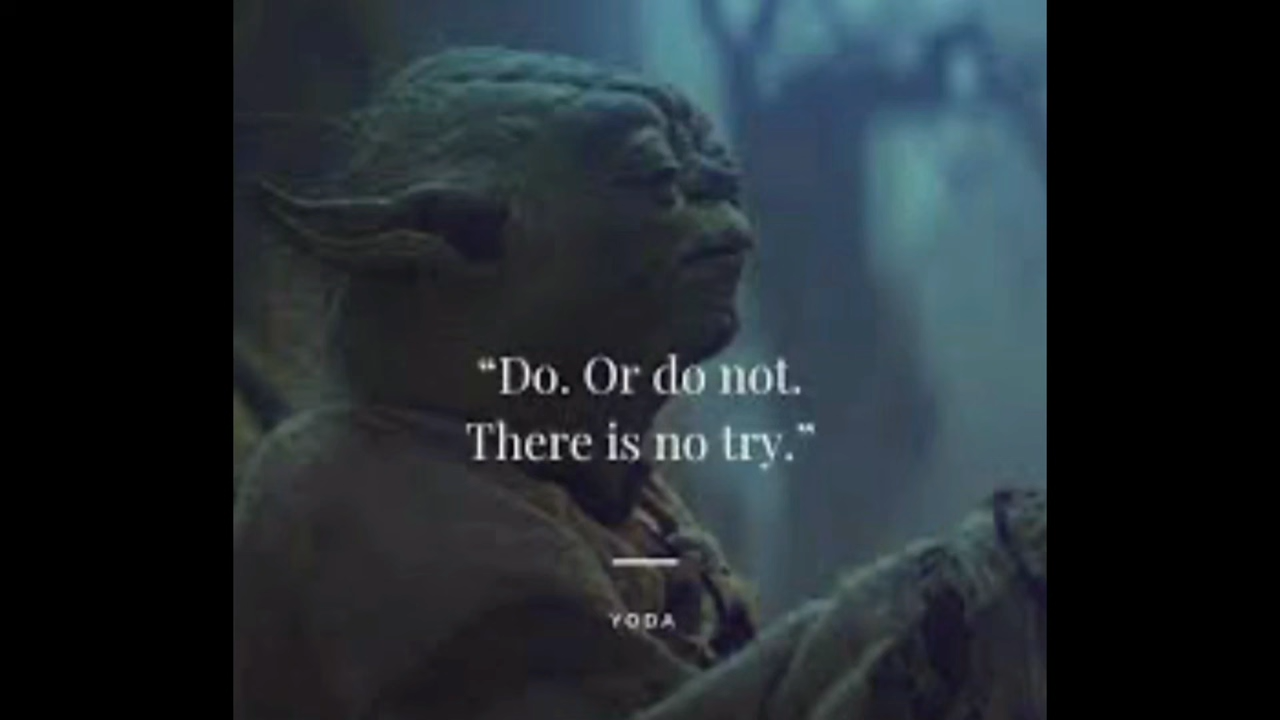 “Do. Or do not.
There is no try.”
YODA